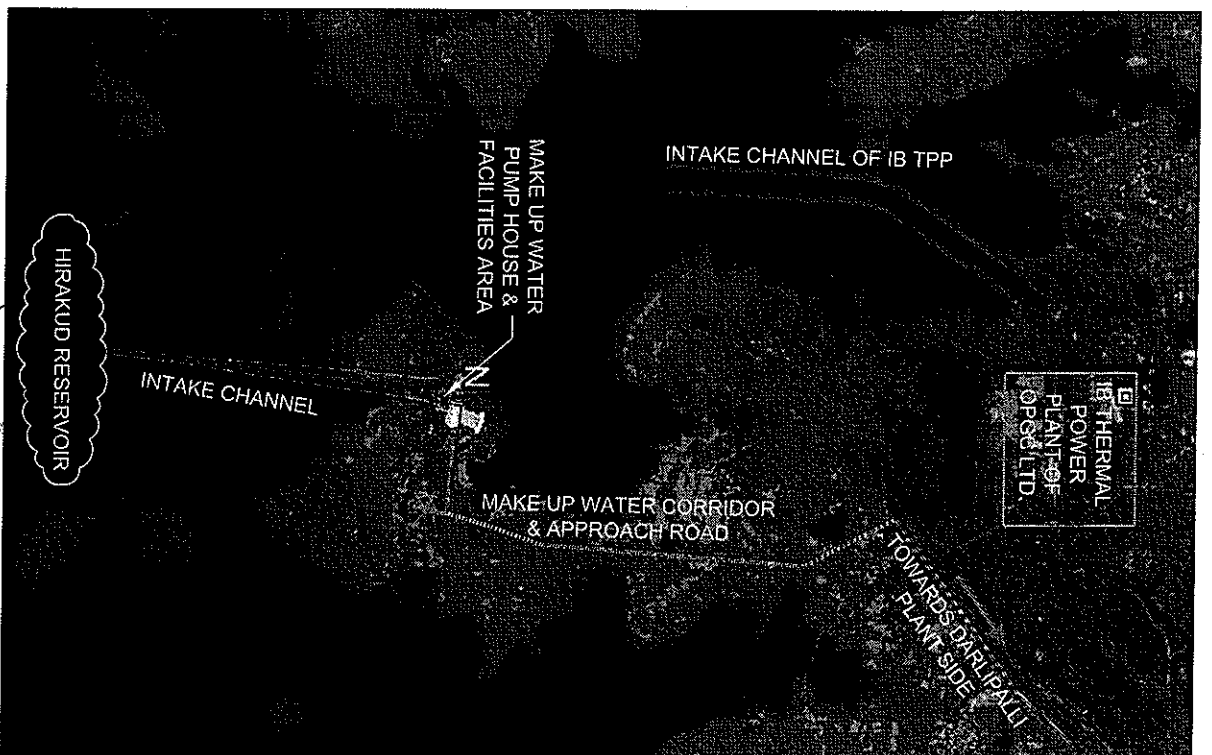 INTAKE CHANNEL OF IB TPP
MAKE UP WATER
PUMP HOUSE &
FACILITIES AREA
IB THERMAL
POWER
PLANT OF
OPGC LTD.
HIRAKUD RESERVOIR
INTAKE CHANNEL
MAKE UP WATER CORRIDOR
& APPROACH ROAD
TOWARDS DARLIPALLI
PLANT SIDE